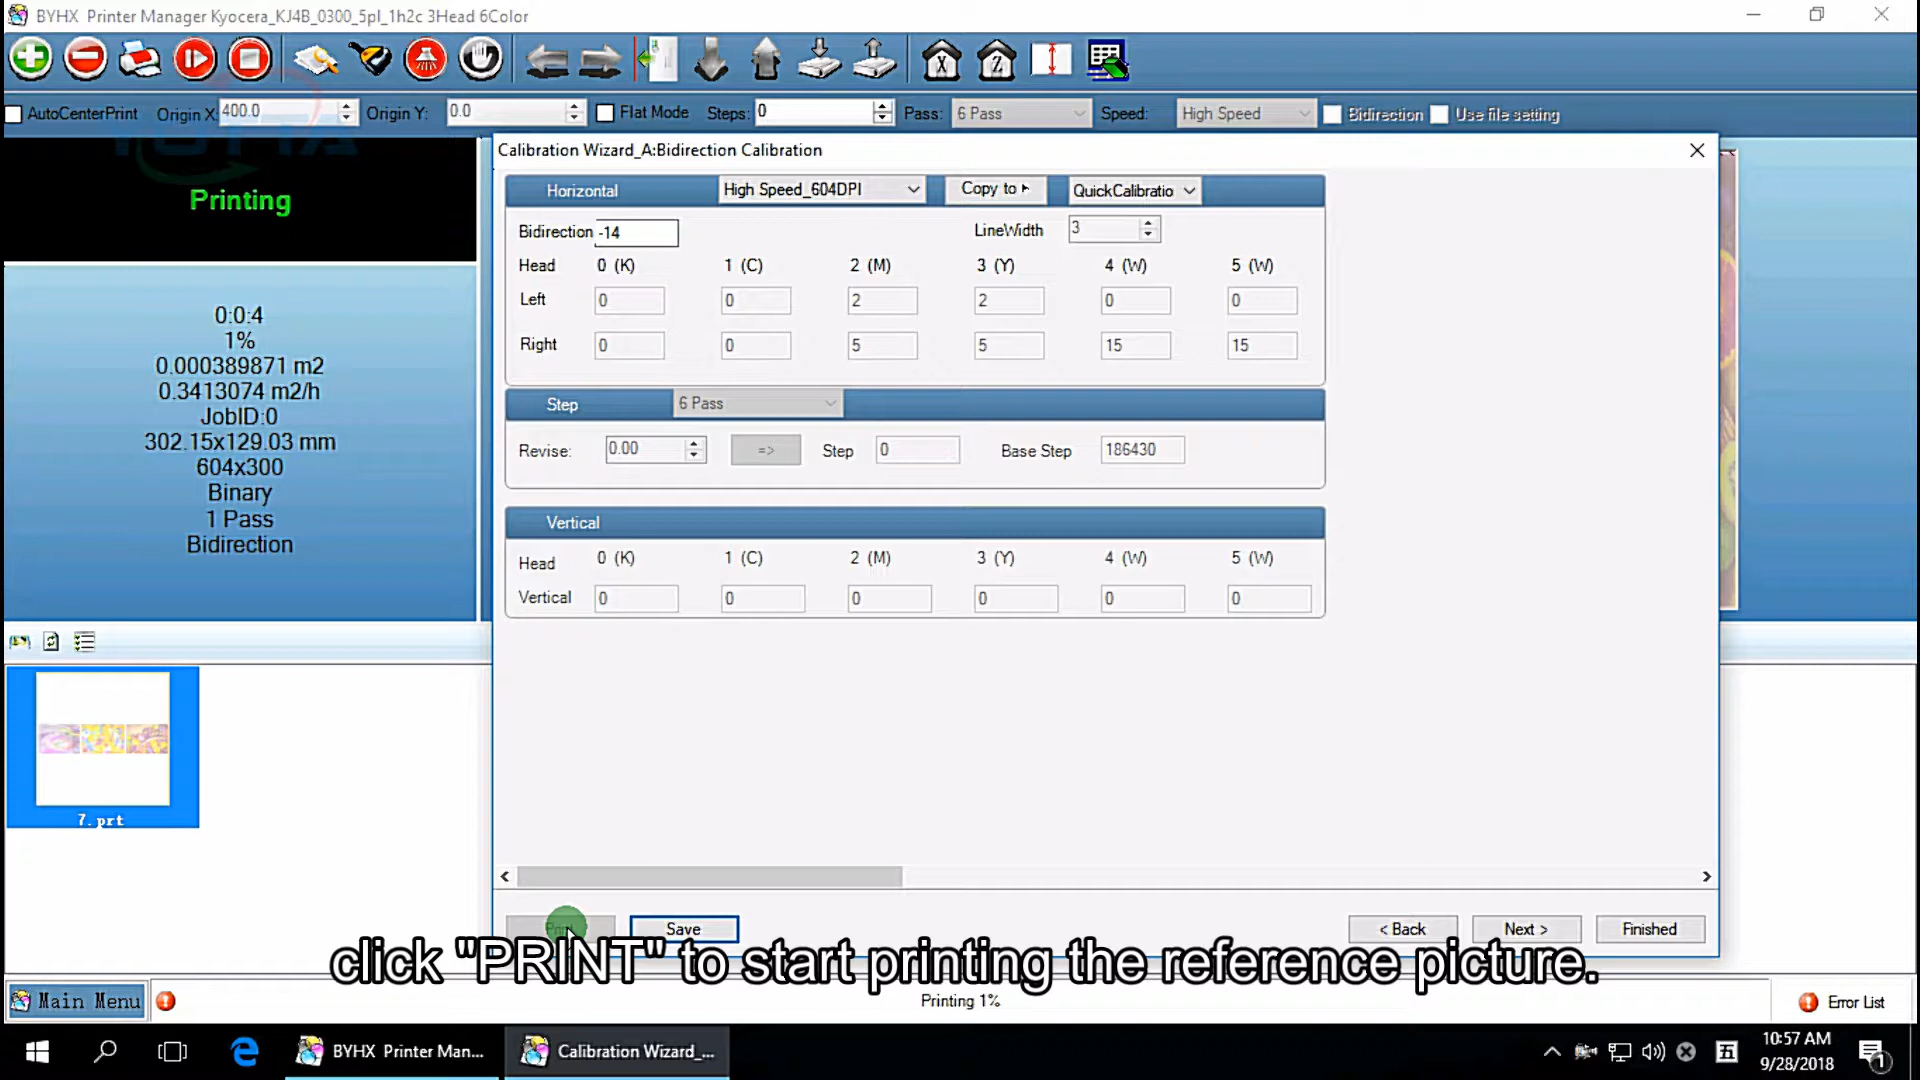 BYHX Printer Manager Kyocera_KJ4B_0300_5pl_1h2c 3Head 6Color
AutoCenterPrint Origin X: 400.0 Origin Y: 0.0 Flat Mode Steps: 0 Pass: 6 Pass Speed: High Speed Bidirection Use file setting
Printing
0:0:4
1%
0.000389871 m2
0.3413074 m2/h
JobID:0
302.15x129.03 mm
604x300
Binary
1 Pass
Bidirection
7.prt
Calibration Wizard_A:Bidirection Calibration
Horizontal High Speed_604DPI Copy to QuickCalibratio
Bidirection -14 LineWidth 3
Head 0 (K) 1 (C) 2 (M) 3 (Y) 4 (W) 5 (W)
Left 0 0 2 2 0 0
Right 0 0 5 5 15 15
Step 6 Pass
Revise: 0.00 => Step 0 Base Step 186430
Vertical
Head 0 (K) 1 (C) 2 (M) 3 (Y) 4 (W) 5 (W)
Vertical 0 0 0 0 0 0
Print Save < Back Next > Finished
click "PRINT" to start printing the reference picture.
Main Menu Printing 1% Error List
BYHX Printer Man... Calibration Wizard_... 五 10:57 AM
9/28/2018 1